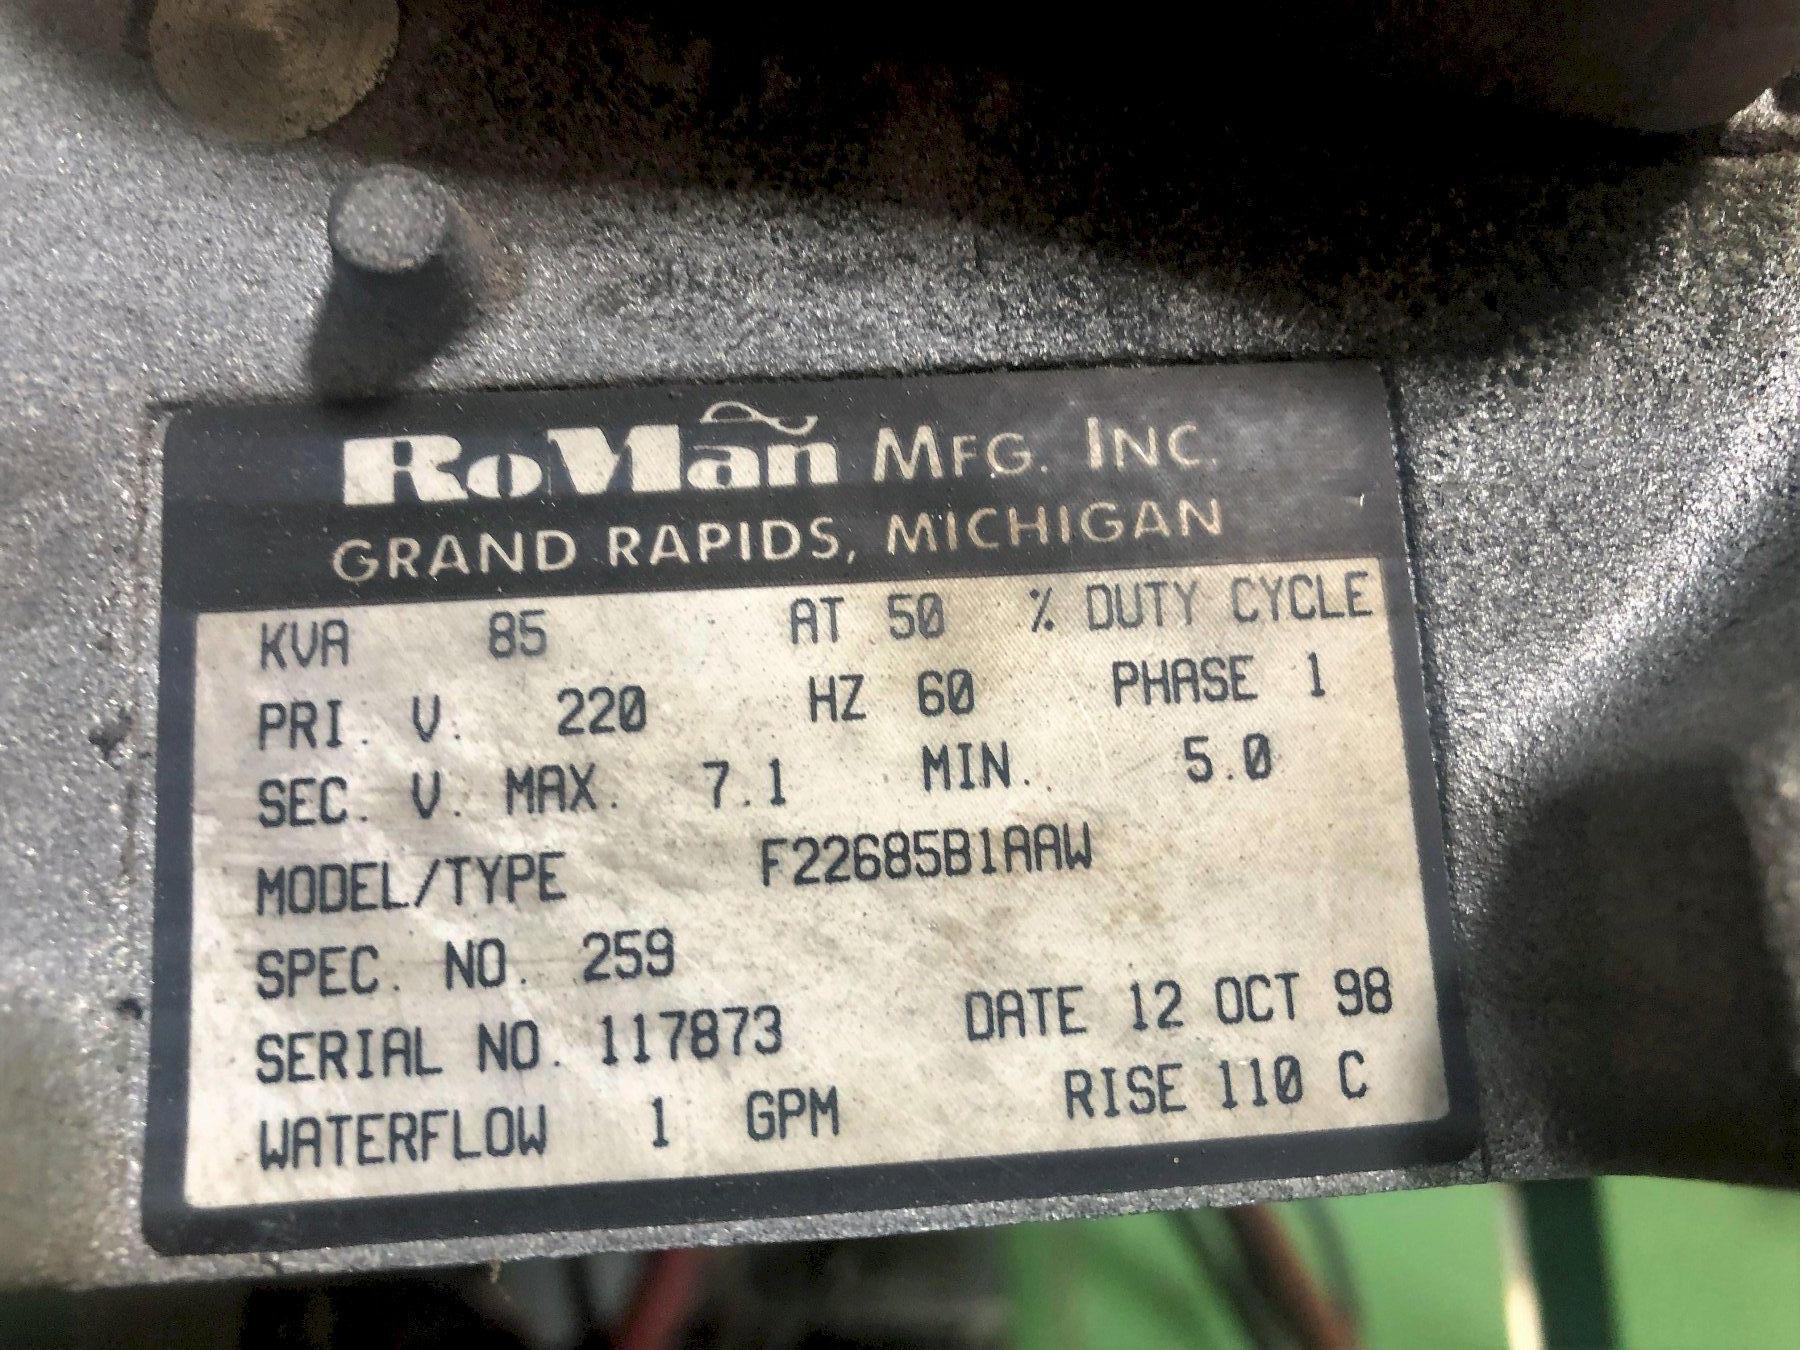 RoMan MFG. INC.
GRAND RAPIDS, MICHIGAN
KVA 85 AT 50 % DUTY CYCLE
PRI. V. 220 HZ 60 PHASE 1
SEC. V. MAX. 7.1 MIN. 5.0
MODEL/TYPE F22685B1AAW
SPEC. NO. 259
SERIAL NO. 117873 DATE 12 OCT 98
WATERFLOW 1 GPM RISE 110 C